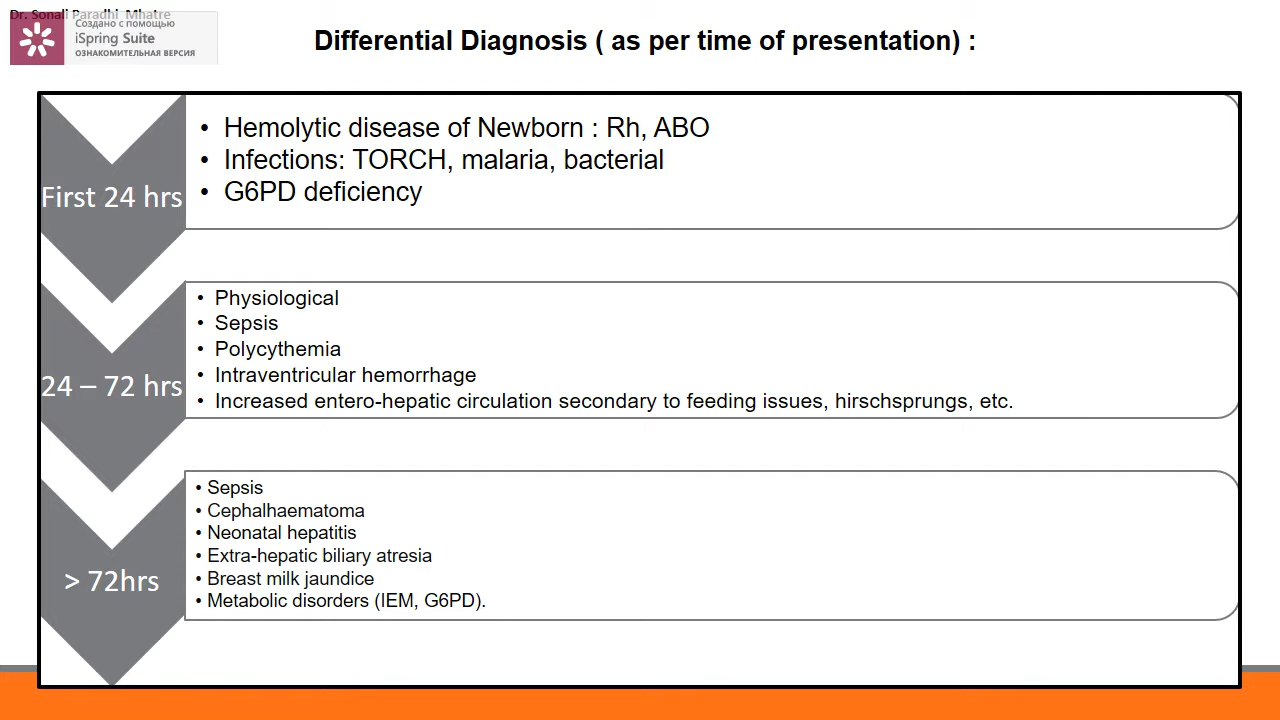 Dr. Sonali Paradhi Mhatre
Создано с помощью
iSpring Suite
ОЗНАКОМИТЕЛЬНАЯ ВЕРСИЯ
Differential Diagnosis ( as per time of presentation) :
First 24 hrs
• Hemolytic disease of Newborn : Rh, ABO
• Infections: TORCH, malaria, bacterial
• G6PD deficiency
24 – 72 hrs
• Physiological
• Sepsis
• Polycythemia
• Intraventricular hemorrhage
• Increased entero-hepatic circulation secondary to feeding issues, hirschsprungs, etc.
> 72hrs
• Sepsis
• Cephalhaematoma
• Neonatal hepatitis
• Extra-hepatic biliary atresia
• Breast milk jaundice
• Metabolic disorders (IEM, G6PD).